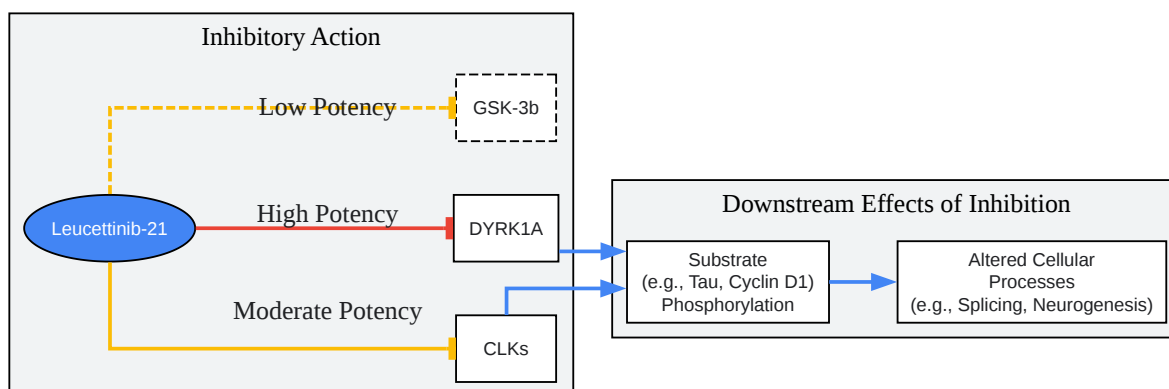 Inhibitory Action
Low Potency
GSK-3b
Leucettinib-21
High Potency
DYRK1A
Moderate Potency
CLKs
Downstream Effects of Inhibition
Substrate
(e.g., Tau, Cyclin D1)
Phosphorylation
Altered Cellular
Processes
(e.g., Splicing, Neurogenesis)